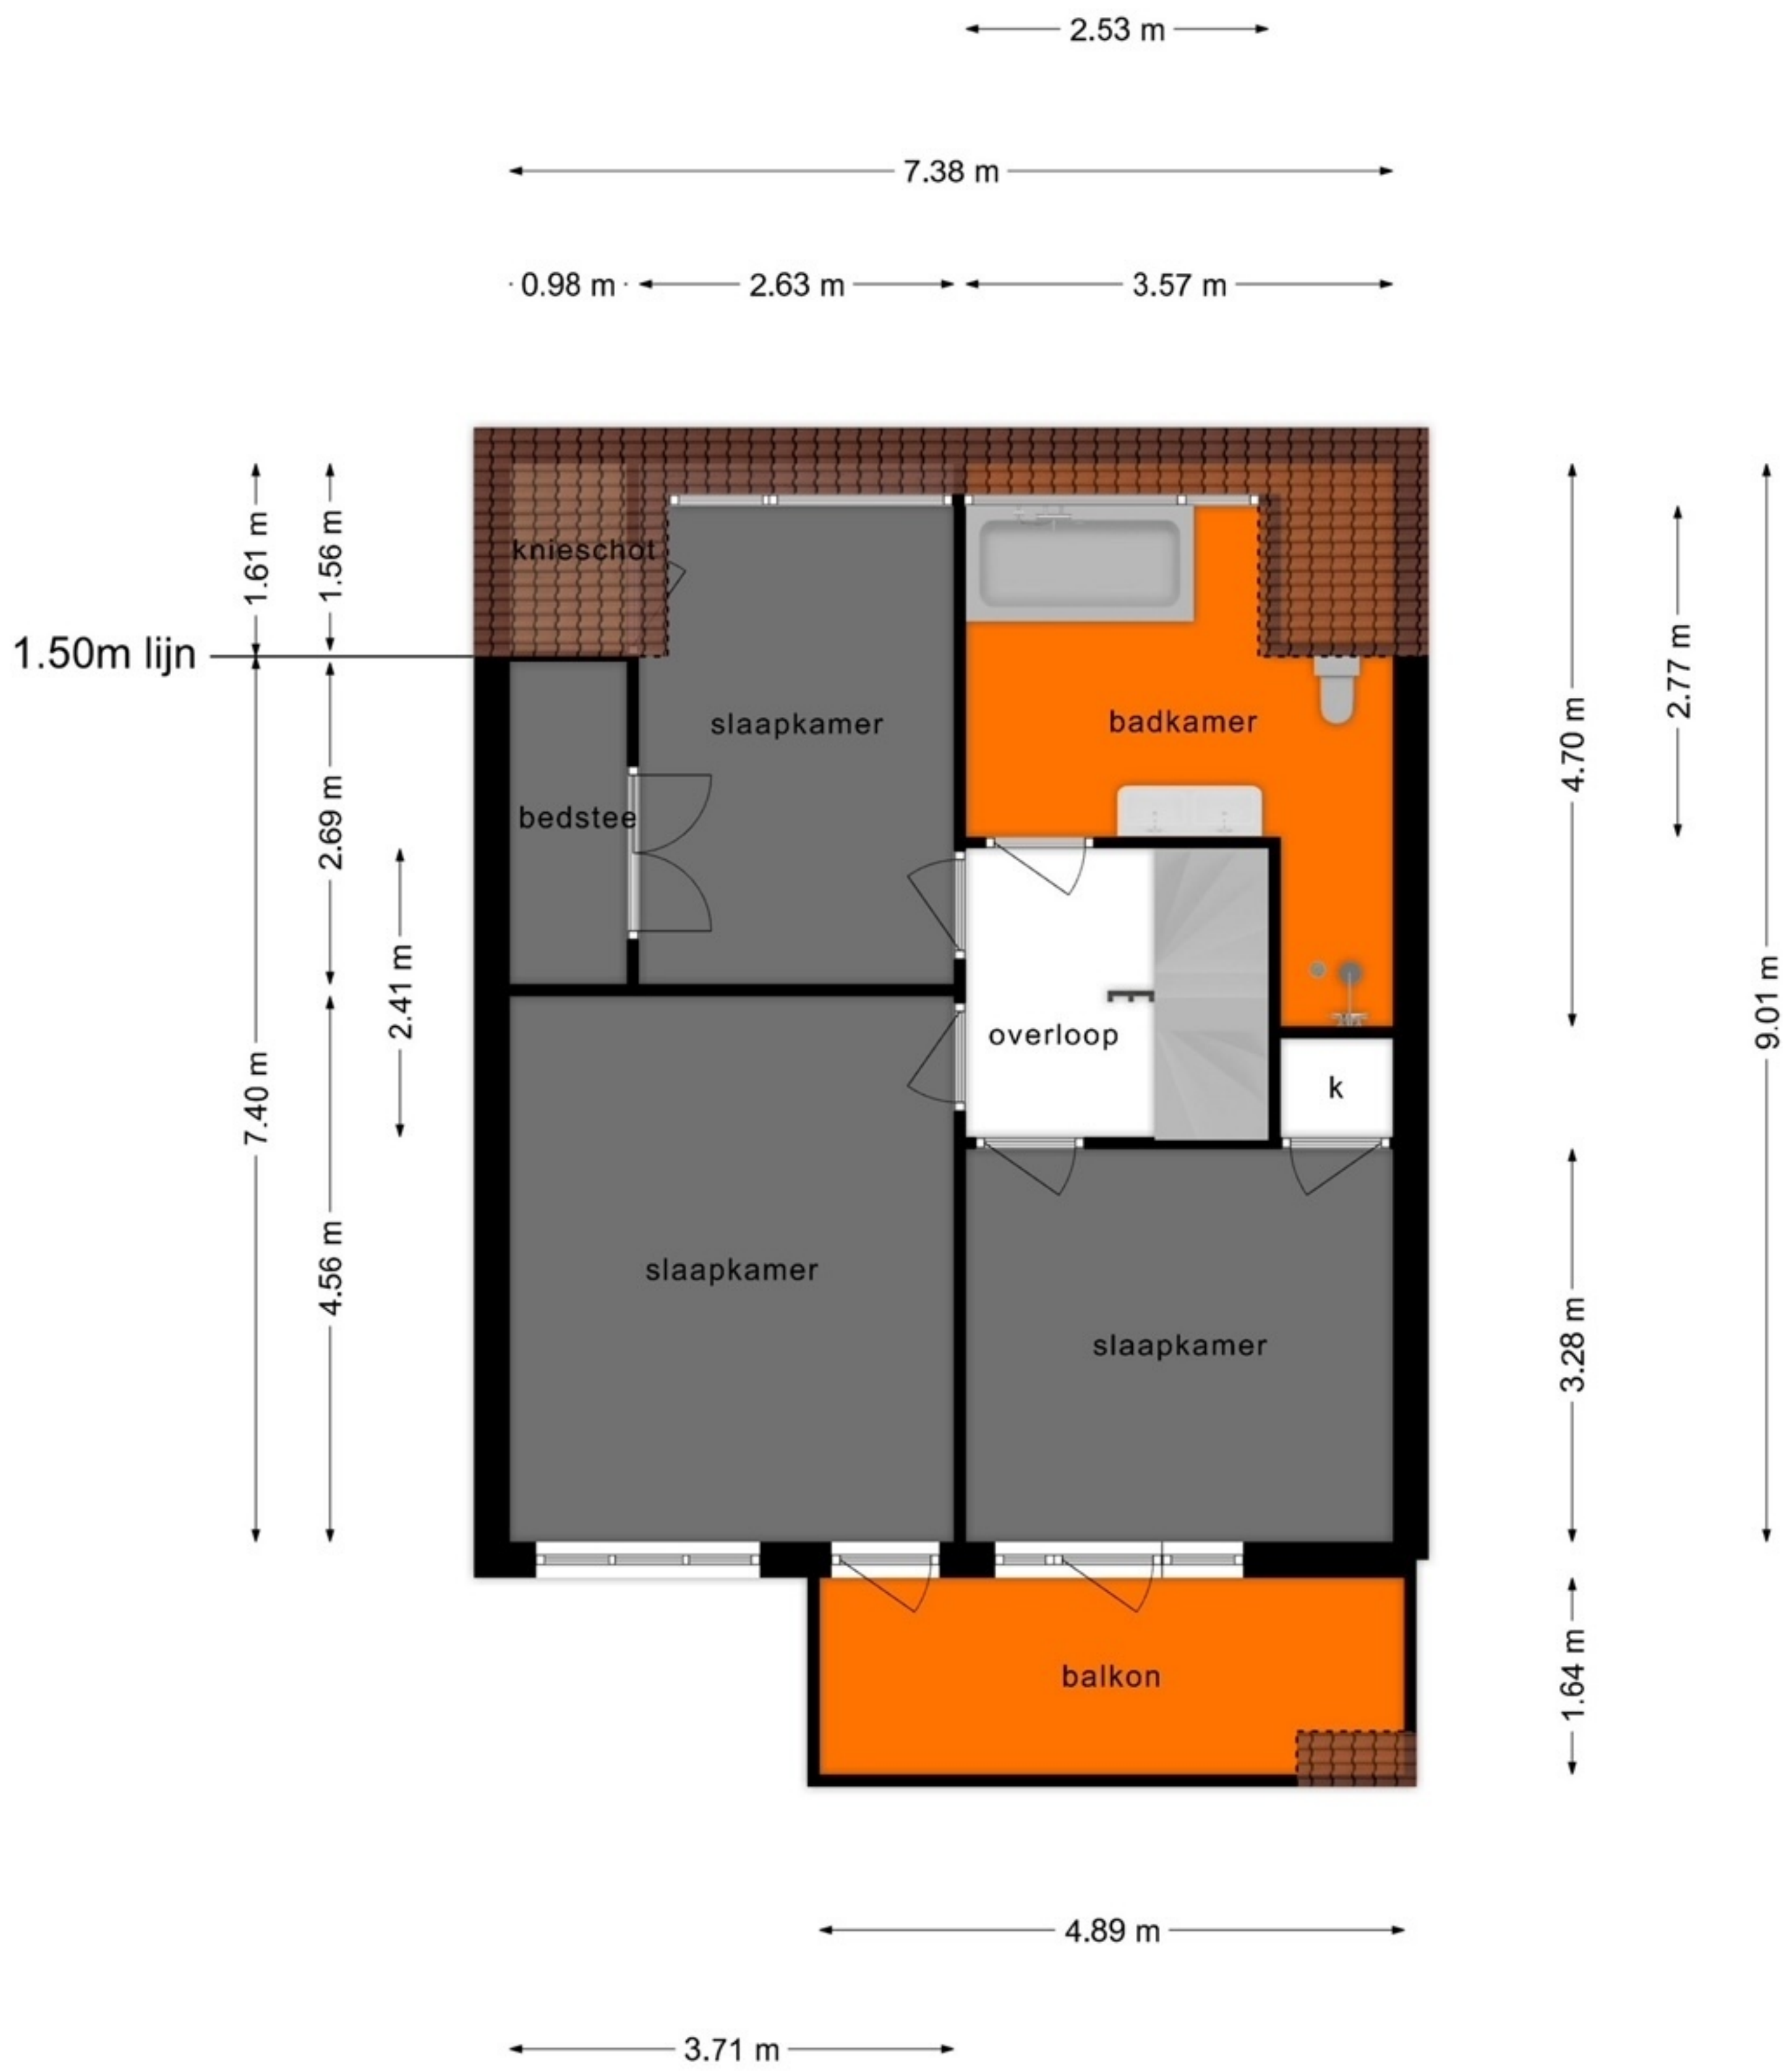 2.53 m
7.38 m
0.98 m
2.63 m
3.57 m
1.61 m
1.56 m
knieschot
1.50m lijn
slaapkamer
badkamer
2.77 m
4.70 m
bedstee
2.69 m
2.41 m
9.01 m
overloop
k
7.40 m
4.56 m
slaapkamer
slaapkamer
3.28 m
balkon
1.64 m
4.89 m
3.71 m